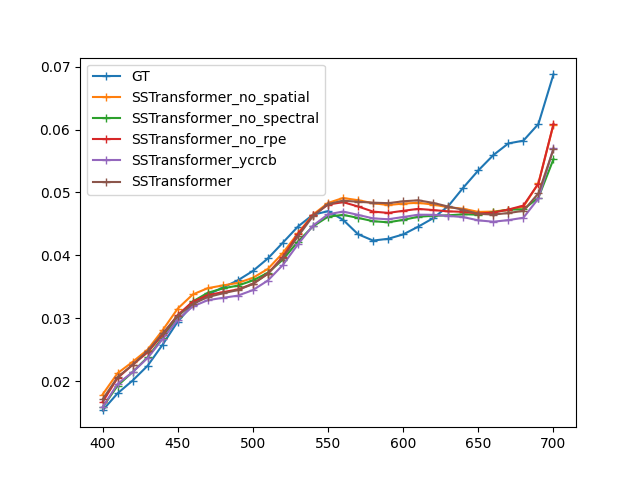 0.07
0.06
0.05
0.04
0.03
0.02
GT
SSTransformer_no_spatial
SSTransformer_no_spectral
SSTransformer_no_rpe
SSTransformer_ycrcb
SSTransformer
400 450 500 550 600 650 700